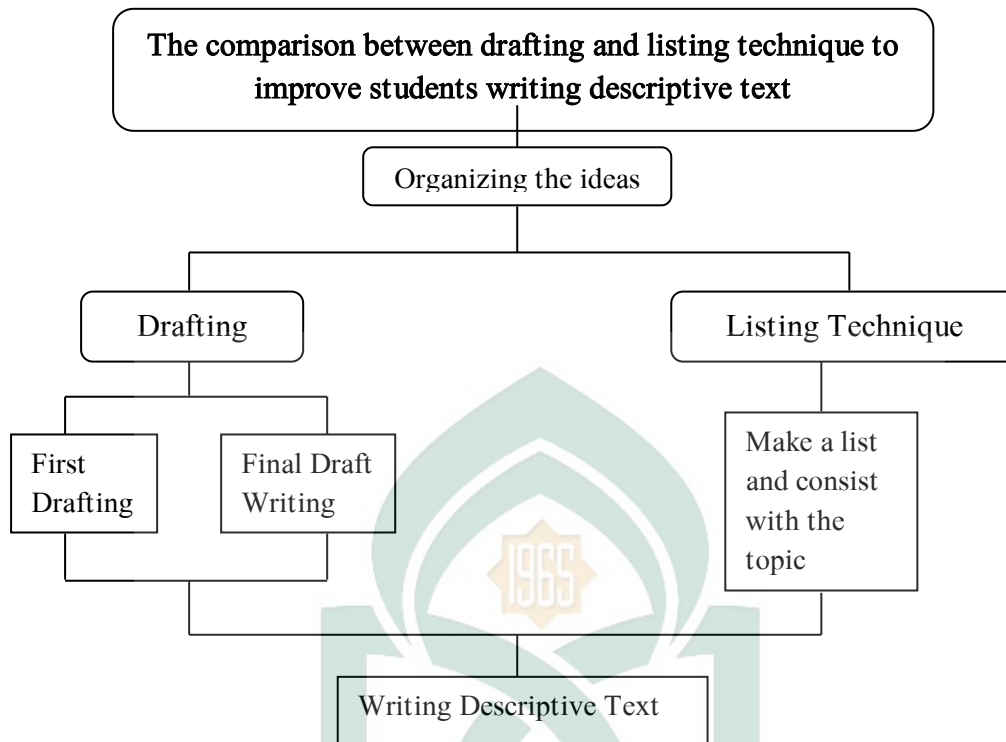 The comparison between drafting and listing technique to
improve students writing descriptive text
Organizing the ideas
Drafting
Listing Technique
First
Drafting
Final Draft
Writing
Make a list
and consist
with the
topic
1965
Writing Descriptive Text